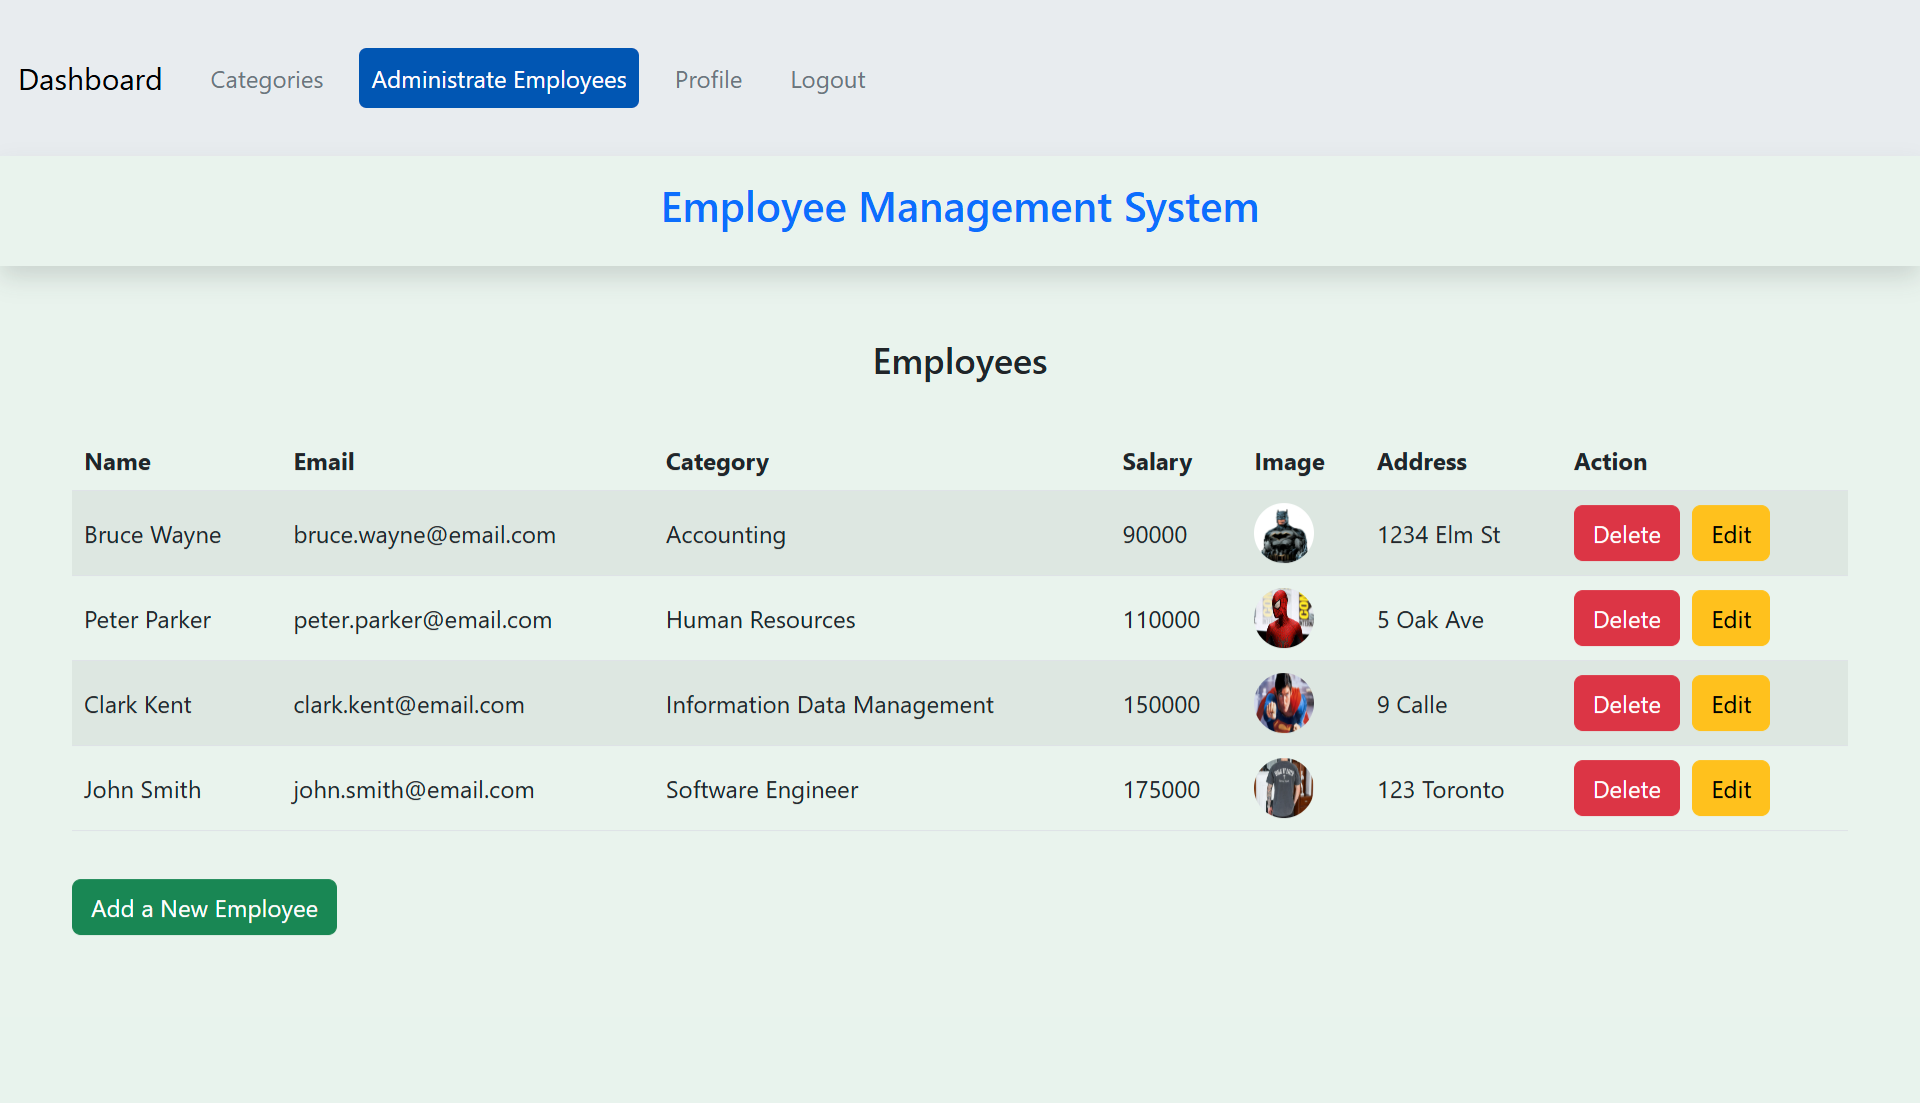 Dashboard Categories Administrate Employees Profile Logout
Employee Management System
Employees
Name Email Category Salary Image Address Action
Bruce Wayne bruce.wayne@email.com Accounting 90000 1234 Elm St Delete Edit
Peter Parker peter.parker@email.com Human Resources 110000 5 Oak Ave Delete Edit
Clark Kent clark.kent@email.com Information Data Management 150000 9 Calle Delete Edit
John Smith john.smith@email.com Software Engineer 175000 123 Toronto Delete Edit
Add a New Employee